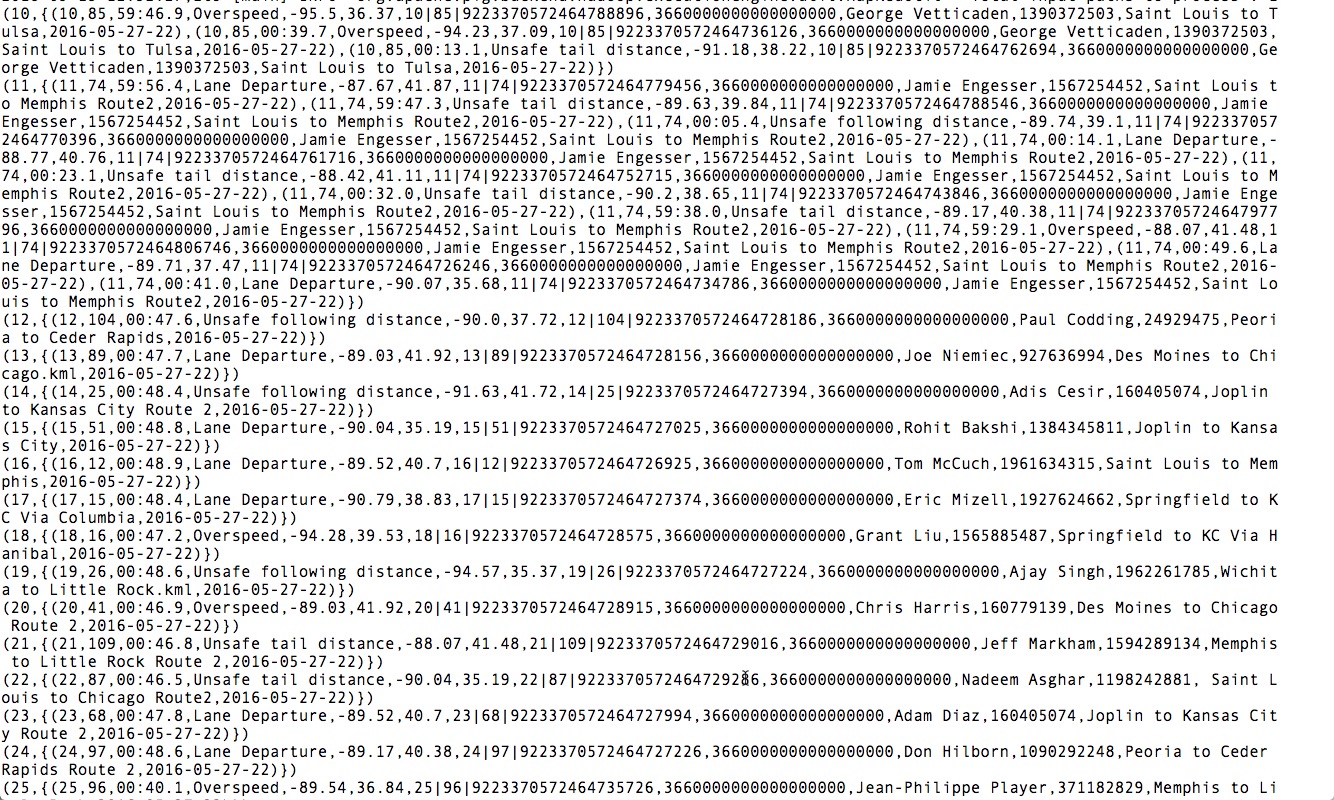 (10,{(10,85,59:46.9,Overspeed,-95.5,36.37,10|85|9223370572464788896,3660000000000000000,George Vetticaden,1390372503,Saint Louis to T
ulsa,2016-05-27-22),(10,85,00:39.7,Overspeed,-94.23,37.09,10|85|9223370572464736126,3660000000000000000,George Vetticaden,1390372503,
Saint Louis to Tulsa,2016-05-27-22),(10,85,00:13.1,Unsafe tail distance,-91.18,38.22,10|85|9223370572464762694,3660000000000000000,Ge
orge Vetticaden,1390372503,Saint Louis to Tulsa,2016-05-27-22)})
(11,{(11,74,59:56.4,Lane Departure,-87.67,41.87,11|74|9223370572464779456,3660000000000000000,Jamie Engesser,1567254452,Saint Louis t
o Memphis Route2,2016-05-27-22),(11,74,59:47.3,Unsafe tail distance,-89.63,39.84,11|74|9223370572464788546,3660000000000000000,Jamie
Engesser,1567254452,Saint Louis to Memphis Route2,2016-05-27-22),(11,74,00:05.4,Unsafe following distance,-89.74,39.1,11|74|922337057
2464770396,3660000000000000000,Jamie Engesser,1567254452,Saint Louis to Memphis Route2,2016-05-27-22),(11,74,00:14.1,Lane Departure,-
88.77,40.76,11|74|9223370572464761716,3660000000000000000,Jamie Engesser,1567254452,Saint Louis to Memphis Route2,2016-05-27-22),(11,
74,00:23.1,Unsafe tail distance,-88.42,41.11,11|74|9223370572464752715,3660000000000000000,Jamie Engesser,1567254452,Saint Louis to M
emphis Route2,2016-05-27-22),(11,74,00:32.0,Unsafe tail distance,-90.2,38.65,11|74|9223370572464743846,3660000000000000000,Jamie Enge
sser,1567254452,Saint Louis to Memphis Route2,2016-05-27-22),(11,74,59:38.0,Unsafe tail distance,-89.17,40.38,11|74|92233705724647977
96,3660000000000000000,Jamie Engesser,1567254452,Saint Louis to Memphis Route2,2016-05-27-22),(11,74,59:29.1,Overspeed,-88.07,41.48,1
1|74|9223370572464806746,3660000000000000000,Jamie Engesser,1567254452,Saint Louis to Memphis Route2,2016-05-27-22),(11,74,00:49.6,La
ne Departure,-89.71,37.47,11|74|9223370572464726246,3660000000000000000,Jamie Engesser,1567254452,Saint Louis to Memphis Route2,2016-
05-27-22),(11,74,00:41.0,Lane Departure,-90.07,35.68,11|74|9223370572464734786,3660000000000000000,Jamie Engesser,1567254452,Saint Lo
uis to Memphis Route2,2016-05-27-22)})
(12,{(12,104,00:47.6,Unsafe following distance,-90.0,37.72,12|104|9223370572464728186,3660000000000000000,Paul Codding,24929475,Peori
a to Ceder Rapids,2016-05-27-22)})
(13,{(13,89,00:47.7,Lane Departure,-89.03,41.92,13|89|9223370572464728156,3660000000000000000,Joe Niemiec,927636994,Des Moines to Chi
cago.kml,2016-05-27-22)})
(14,{(14,25,00:48.4,Unsafe following distance,-91.63,41.72,14|25|9223370572464727394,3660000000000000000,Adis Cesir,160405074,Joplin
to Kansas City Route 2,2016-05-27-22)})
(15,{(15,51,00:48.8,Lane Departure,-90.04,35.19,15|51|9223370572464727025,3660000000000000000,Rohit Bakshi,1384345811,Joplin to Kansa
s City,2016-05-27-22)})
(16,{(16,12,00:48.9,Lane Departure,-89.52,40.7,16|12|9223370572464726925,3660000000000000000,Tom McCuch,1961634315,Saint Louis to Mem
phis,2016-05-27-22)})
(17,{(17,15,00:48.4,Lane Departure,-90.79,38.83,17|15|9223370572464727374,3660000000000000000,Eric Mizell,1927624662,Springfield to K
C Via Columbia,2016-05-27-22)})
(18,{(18,16,00:47.2,Overspeed,-94.28,39.53,18|16|9223370572464728575,3660000000000000000,Grant Liu,1565885487,Springfield to KC Via H
anibal,2016-05-27-22)})
(19,{(19,26,00:48.6,Unsafe following distance,-94.57,35.37,19|26|9223370572464727224,3660000000000000000,Ajay Singh,1962261785,Wichit
a to Little Rock.kml,2016-05-27-22)})
(20,{(20,41,00:46.9,Overspeed,-89.03,41.92,20|41|9223370572464728915,3660000000000000000,Chris Harris,160779139,Des Moines to Chicago
Route 2,2016-05-27-22)})
(21,{(21,109,00:46.8,Unsafe tail distance,-88.07,41.48,21|109|9223370572464729016,3660000000000000000,Jeff Markham,1594289134,Memphis
to Little Rock Route 2,2016-05-27-22)})
(22,{(22,87,00:46.5,Unsafe tail distance,-90.04,35.19,22|87|9223370572464729286,3660000000000000000,Nadeem Asghar,1198242881, Saint L
ouis to Chicago Route2,2016-05-27-22)})
(23,{(23,68,00:47.8,Lane Departure,-89.52,40.7,23|68|9223370572464727994,3660000000000000000,Adam Diaz,160405074,Joplin to Kansas Cit
y Route 2,2016-05-27-22)})
(24,{(24,97,00:48.6,Lane Departure,-89.17,40.38,24|97|9223370572464727226,3660000000000000000,Don Hilborn,1090292248,Peoria to Ceder
Rapids Route 2,2016-05-27-22)})
(25,{(25,96,00:40.1,Overspeed,-89.54,36.84,25|96|9223370572464735726,3660000000000000000,Jean-Philippe Player,371182829,Memphis to Li